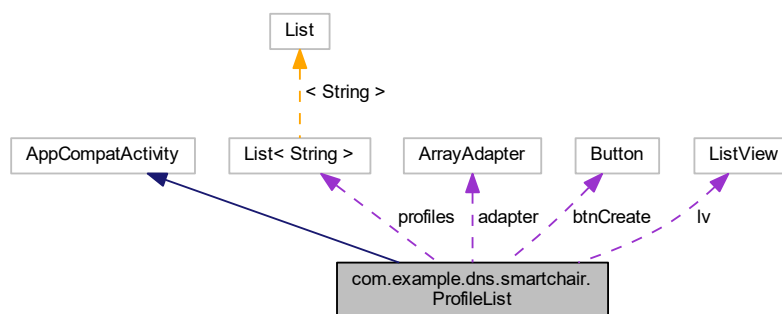 List
< String >
AppCompatActivity
List< String >
ArrayAdapter
Button
ListView
profiles
adapter
btnCreate
lv
com.example.dns.smartchair.
ProfileList